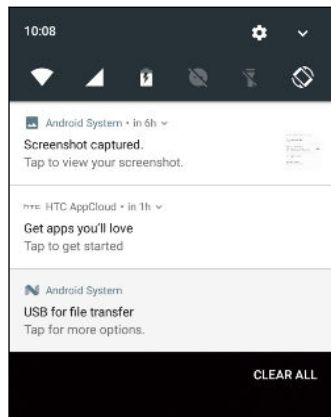 10:08
Android System • in 6h
Screenshot captured.
Tap to view your screenshot.
hTC HTC AppCloud • in 1h
Get apps you'll love
Tap to get started
Android System
USB for file transfer
Tap for more options.
CLEAR ALL